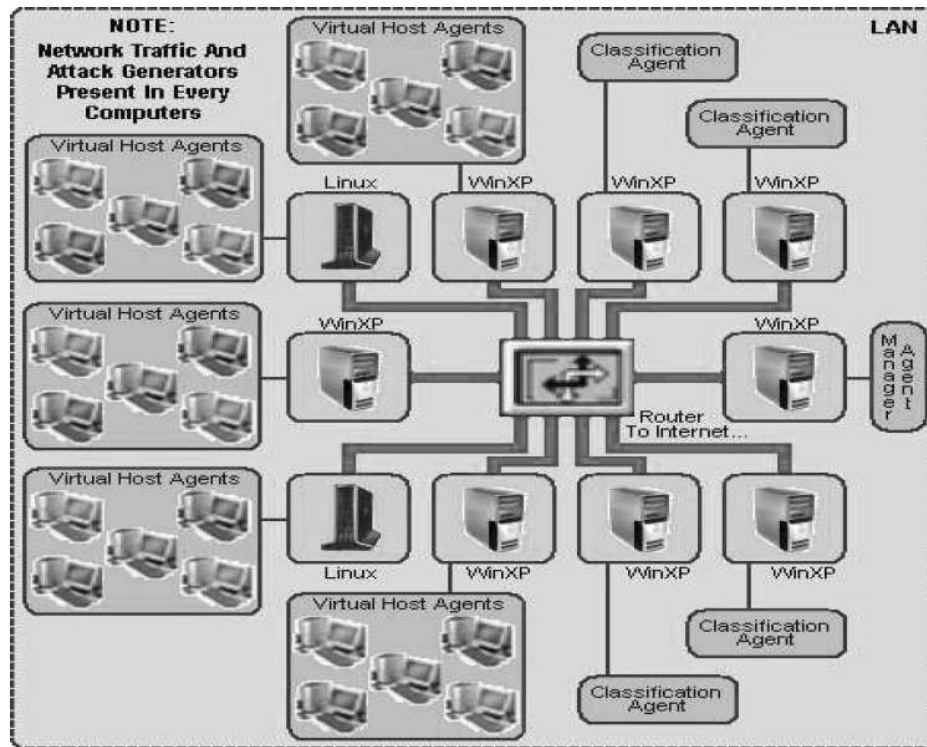 NOTE:
Network Traffic And
Attack Generators
Present In Every
Computers
LAN
Virtual Host Agents
Classification
Agent
Classification
Agent
Virtual Host Agents
Linux
WinXP
WinXP
WinXP
Virtual Host Agents
WinXP
WinXP
Manager
Agent
Router
To Internet...
Virtual Host Agents
Linux
WinXP
WinXP
WinXP
Virtual Host Agents
Classification
Agent
Classification
Agent